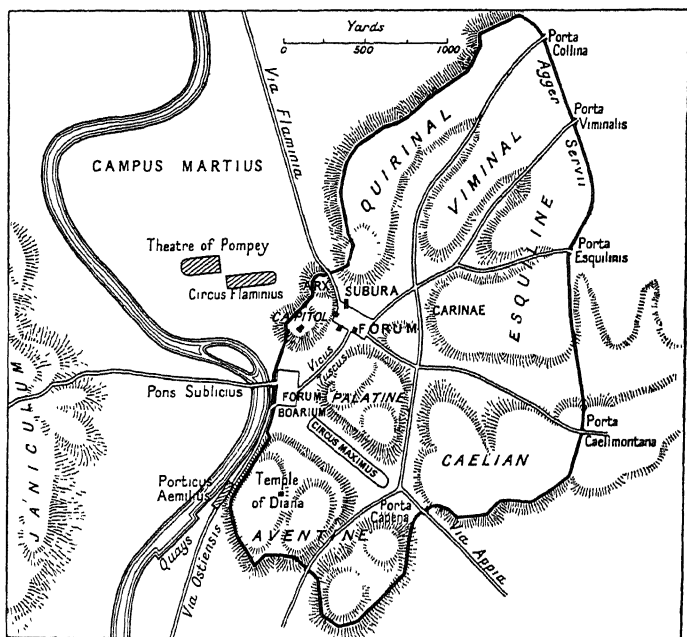 Yards
0 500 1000
Porta
Collina
Agger
Servii
Porta
Viminalis
Via Flaminia
CAMPUS MARTIUS
QUIRINAL
VIMINAL
ESQUILINE
Theatre of Pompey
Circus Flaminius
Porta
Esquilinis
ARX
SUBURA
CAPITOL
FORUM
CARINAE
Vicus
Tuscus
JANICULUM
Pons Sublicius
FORUM
BOARIUM
PALATINE
CIRCUS MAXIMUS
Porta
Caelimontana
CAELIAN
Porticus
Aemilius
Temple
of Diana
Porta
Capena
AVENTINE
Quays
Via Ostiensis
Via Appia